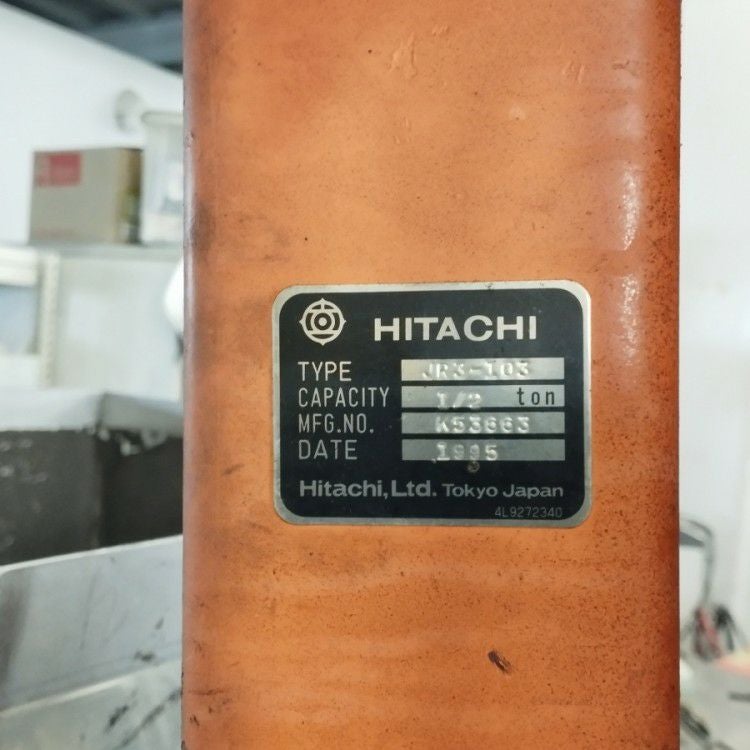 HITACHI
TYPE JR3-103
CAPACITY 1/2 ton
MFG.NO. K53663
DATE 1995
Hitachi, Ltd. Tokyo Japan
4L9272340